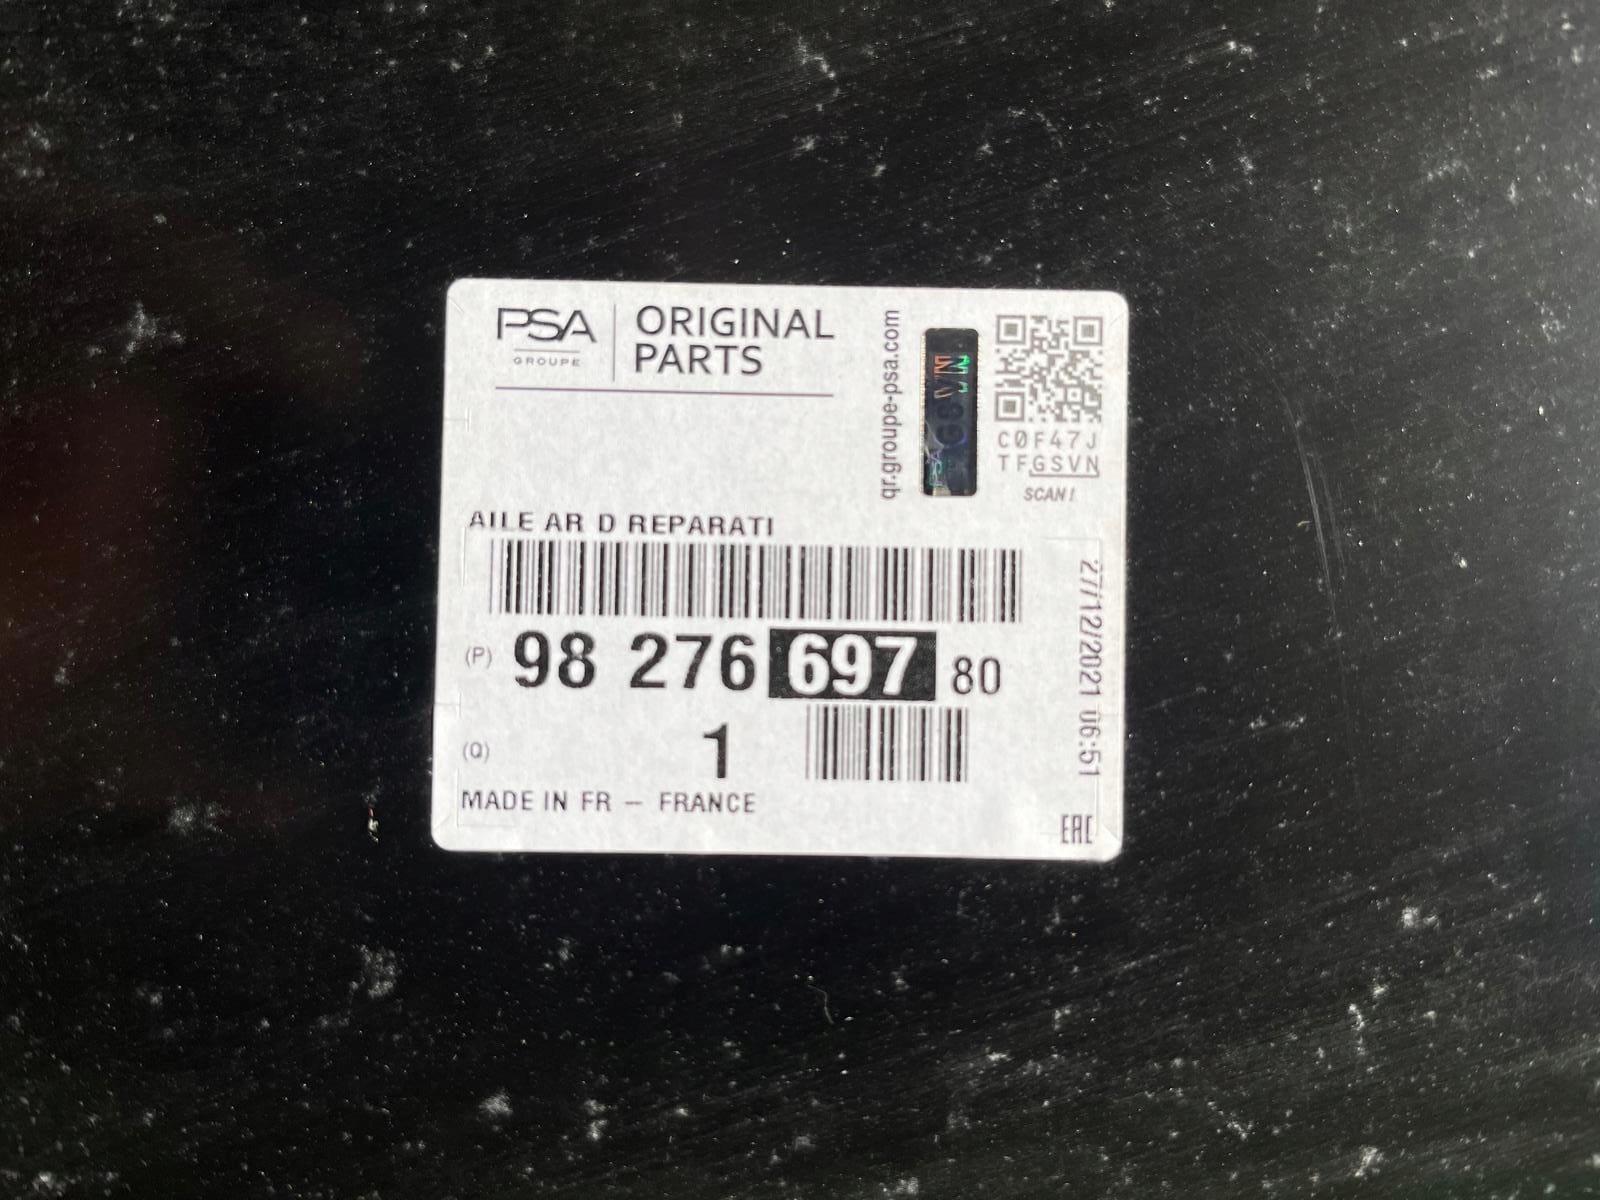 PSA
GROUPE
ORIGINAL
PARTS
qr.groupe-psa.com
C0F47J
TFGSVN
SCAN!
AILE AR D REPARATI
(P) 98 276 697 80
(Q) 1
MADE IN FR – FRANCE
27/12/2021 06:51
EAC